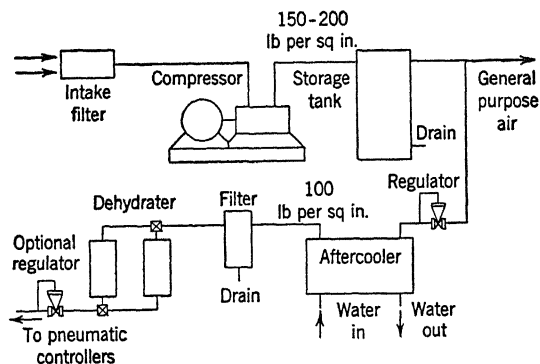 150-200
lb per sq in.
Compressor
Storage
tank
Intake
filter
General
purpose
air
Drain
Regulator
100
lb per sq in.
Filter
Dehydrater
Optional
regulator
Aftercooler
Drain
Water
in
Water
out
To pneumatic
controllers